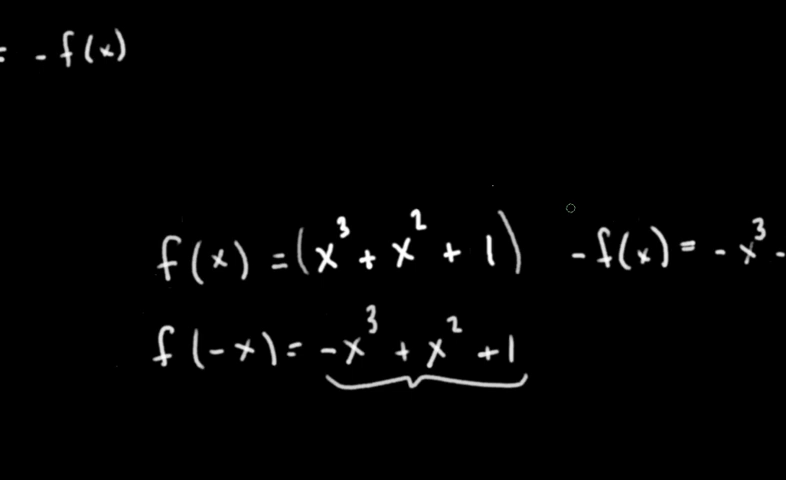 = -f(x)
f(x) = (x³ + x² + 1) -f(x) = -x³ -
f(-x) = -x³ + x² + 1